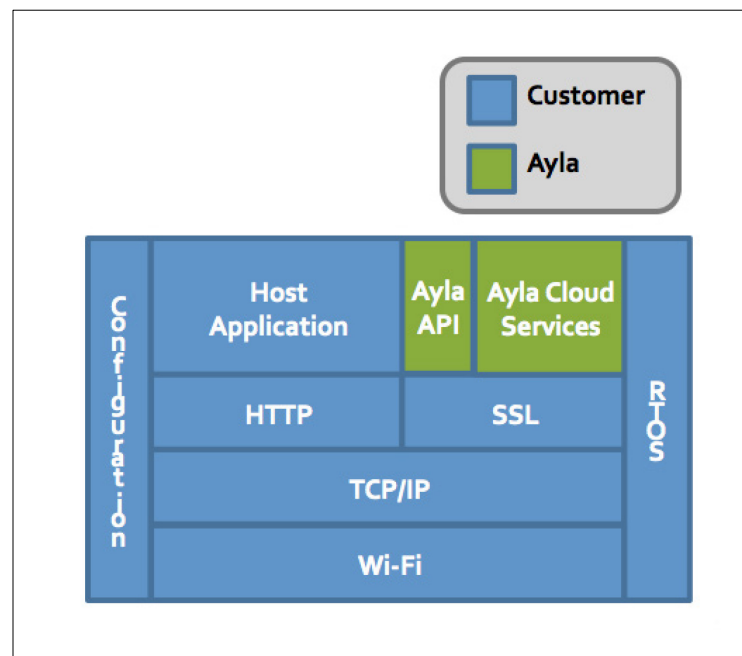 Customer
Ayla
Configuration
Host
Application
Ayla
API
Ayla Cloud
Services
RTOS
HTTP
SSL
TCP/IP
Wi-Fi